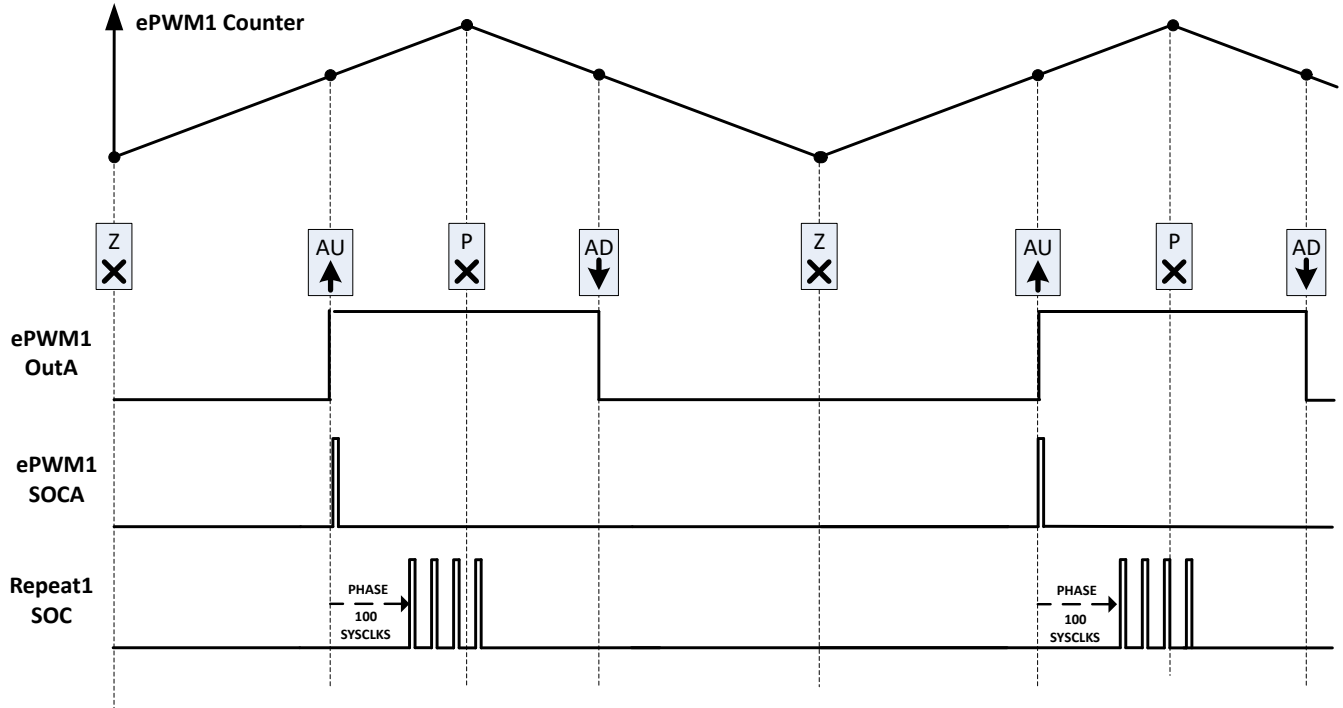 ePWM1 Counter
Z
AU
P
AD
Z
AU
P
AD
ePWM1
OutA
ePWM1
SOCA
Repeat1
SOC
PHASE
100
SYSCLKS
PHASE
100
SYSCLKS